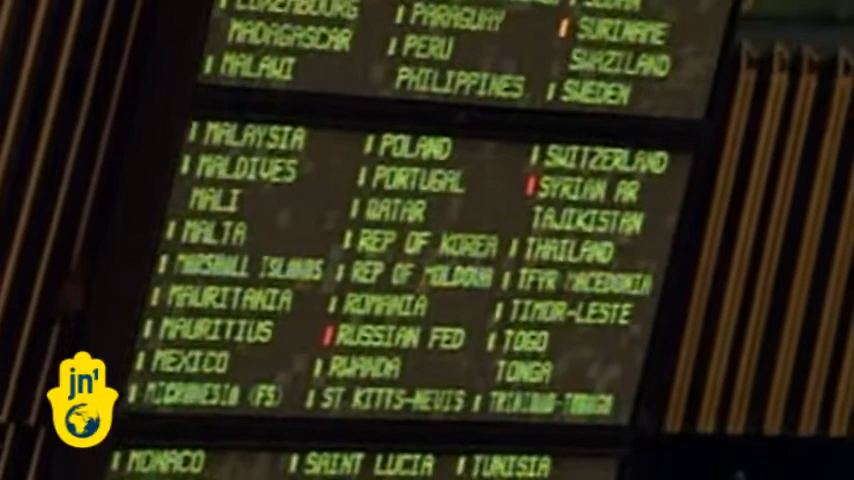 LUXEMBOURG PARAGUAY SUDAN
MADAGASCAR PERU SURINAME
MALAWI PHILIPPINES SWAZILAND
SWEDEN
MALAYSIA POLAND SWITZERLAND
MALDIVES PORTUGAL SYRIAN AR
MALI QATAR TAJIKISTAN
MALTA REP OF KOREA THAILAND
MARSHALL ISLANDS REP OF MOLDOVA TFYR MACEDONIA
MAURITANIA ROMANIA TIMOR-LESTE
MAURITIUS RUSSIAN FED TOGO
MEXICO RWANDA TONGA
MICRONESIA (FS) ST KITTS-NEVIS TRINIDAD-TOBAGO
MONACO SAINT LUCIA TUNISIA
jn1